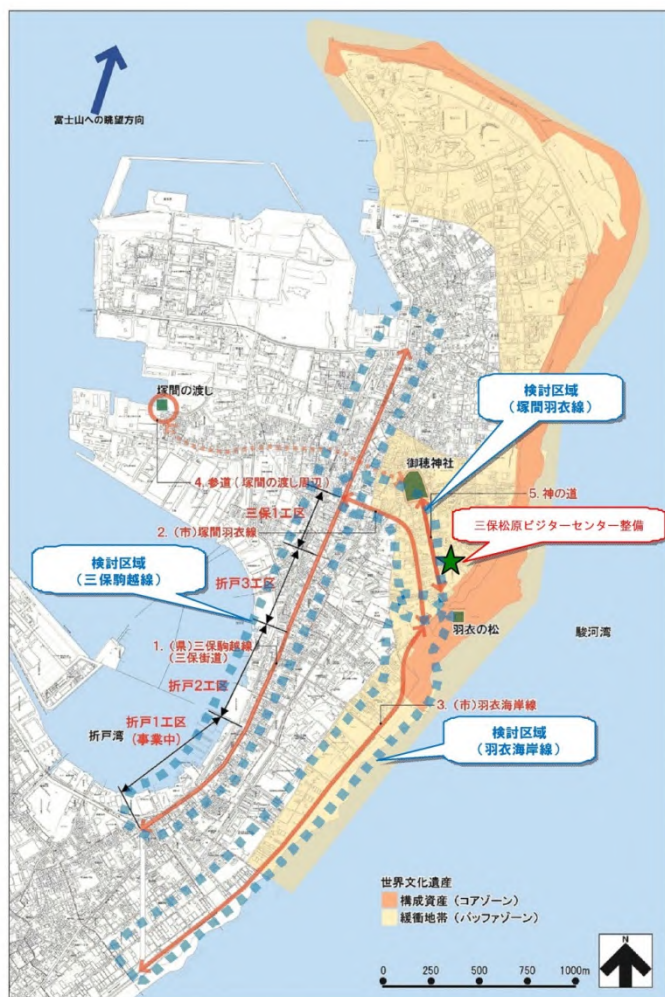 富士山への眺望方向
塚間の渡し
検討区域
(塚間羽衣線)
御穂神社
4. 参道(塚間の渡し周辺)
5. 神の道
三保1工区
2. (市)塚間羽衣線
三保松原ビジターセンター整備
検討区域
(三保駒越線)
折戸3工区
羽衣の松
駿河湾
1. (県)三保駒越線
(三保街道)
折戸2工区
3. (市)羽衣海岸線
折戸1工区
(事業中)
折戸湾
検討区域
(羽衣海岸線)
世界文化遺産
構成資産(コアゾーン)
緩衝地帯(バッファゾーン)
N
0 250 500 750 1000m